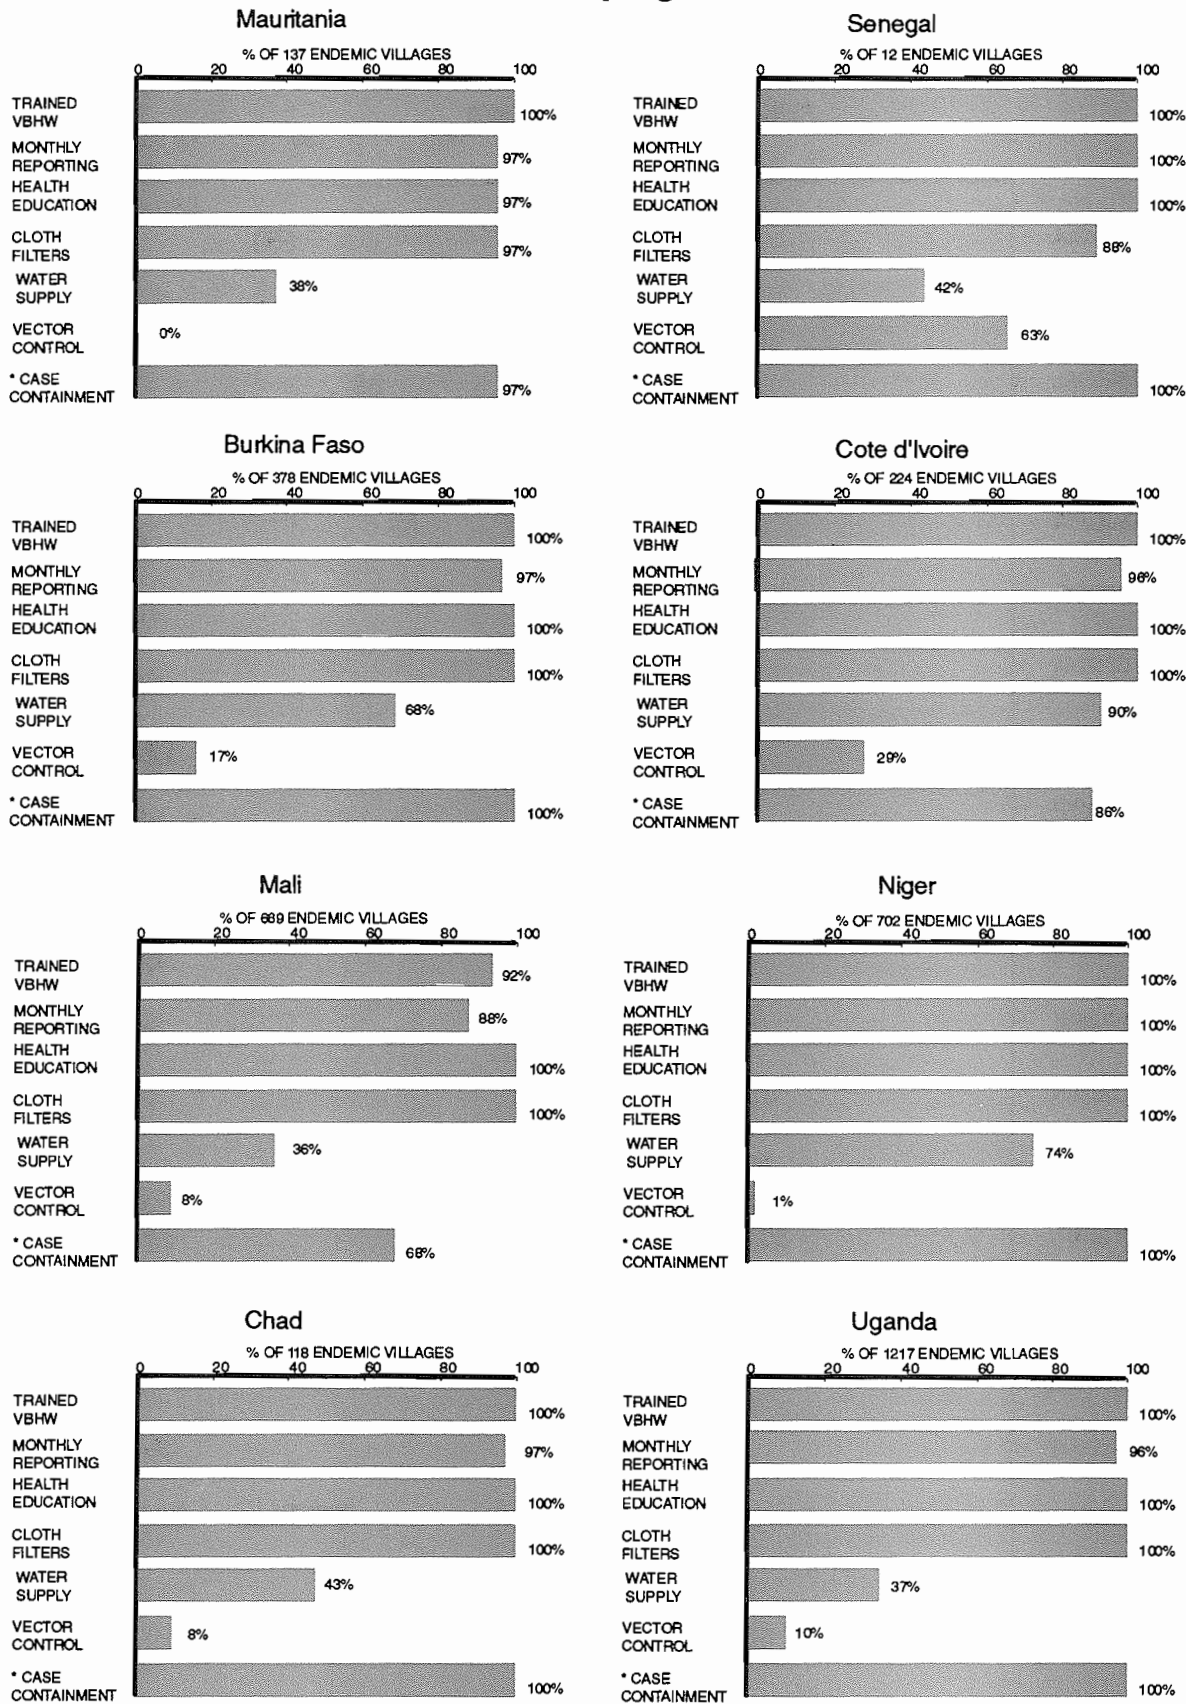 Mauritania
% OF 137 ENDEMIC VILLAGES
0 20 40 60 80 100
TRAINED
VBHW
100%
MONTHLY
REPORTING
97%
HEALTH
EDUCATION
97%
CLOTH
FILTERS
97%
WATER
SUPPLY
38%
VECTOR
CONTROL
0%
* CASE
CONTAINMENT
97%
Senegal
% OF 12 ENDEMIC VILLAGES
0 20 40 60 80 100
TRAINED
VBHW
100%
MONTHLY
REPORTING
100%
HEALTH
EDUCATION
100%
CLOTH
FILTERS
88%
WATER
SUPPLY
42%
VECTOR
CONTROL
63%
* CASE
CONTAINMENT
100%
Burkina Faso
% OF 378 ENDEMIC VILLAGES
0 20 40 60 80 100
TRAINED
VBHW
100%
MONTHLY
REPORTING
97%
HEALTH
EDUCATION
100%
CLOTH
FILTERS
100%
WATER
SUPPLY
68%
VECTOR
CONTROL
17%
* CASE
CONTAINMENT
100%
Cote d'Ivoire
% OF 224 ENDEMIC VILLAGES
0 20 40 60 80 100
TRAINED
VBHW
100%
MONTHLY
REPORTING
96%
HEALTH
EDUCATION
100%
CLOTH
FILTERS
100%
WATER
SUPPLY
90%
VECTOR
CONTROL
29%
* CASE
CONTAINMENT
86%
Mali
% OF ENDEMIC VILLAGES
0 20 40 60 80 100
TRAINED
VBHW
92%
MONTHLY
REPORTING
88%
HEALTH
EDUCATION
100%
CLOTH
FILTERS
100%
WATER
SUPPLY
36%
VECTOR
CONTROL
8%
* CASE
CONTAINMENT
68%
Niger
% OF 702 ENDEMIC VILLAGES
0 20 40 60 80 100
TRAINED
VBHW
100%
MONTHLY
REPORTING
100%
HEALTH
EDUCATION
100%
CLOTH
FILTERS
100%
WATER
SUPPLY
74%
VECTOR
CONTROL
1%
* CASE
CONTAINMENT
100%
Chad
% OF 118 ENDEMIC VILLAGES
0 20 40 60 80 100
TRAINED
VBHW
100%
MONTHLY
REPORTING
97%
HEALTH
EDUCATION
100%
CLOTH
FILTERS
100%
WATER
SUPPLY
43%
VECTOR
CONTROL
8%
* CASE
CONTAINMENT
100%
Uganda
% OF 1217 ENDEMIC VILLAGES
0 20 40 60 80 100
TRAINED
VBHW
100%
MONTHLY
REPORTING
96%
HEALTH
EDUCATION
100%
CLOTH
FILTERS
100%
WATER
SUPPLY
37%
VECTOR
CONTROL
10%
* CASE
CONTAINMENT
100%